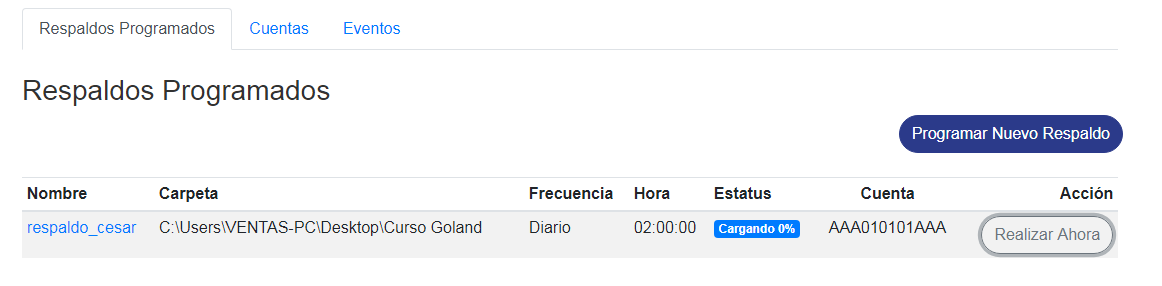 Respaldos Programados Cuentas Eventos
Respaldos Programados
Programar Nuevo Respaldo
Nombre Carpeta Frecuencia Hora Estatus Cuenta Acción
respaldo_cesar C:\Users\VENTAS-PC\Desktop\Curso Goland Diario 02:00:00 Cargando 0% AAA010101AAA Realizar Ahora